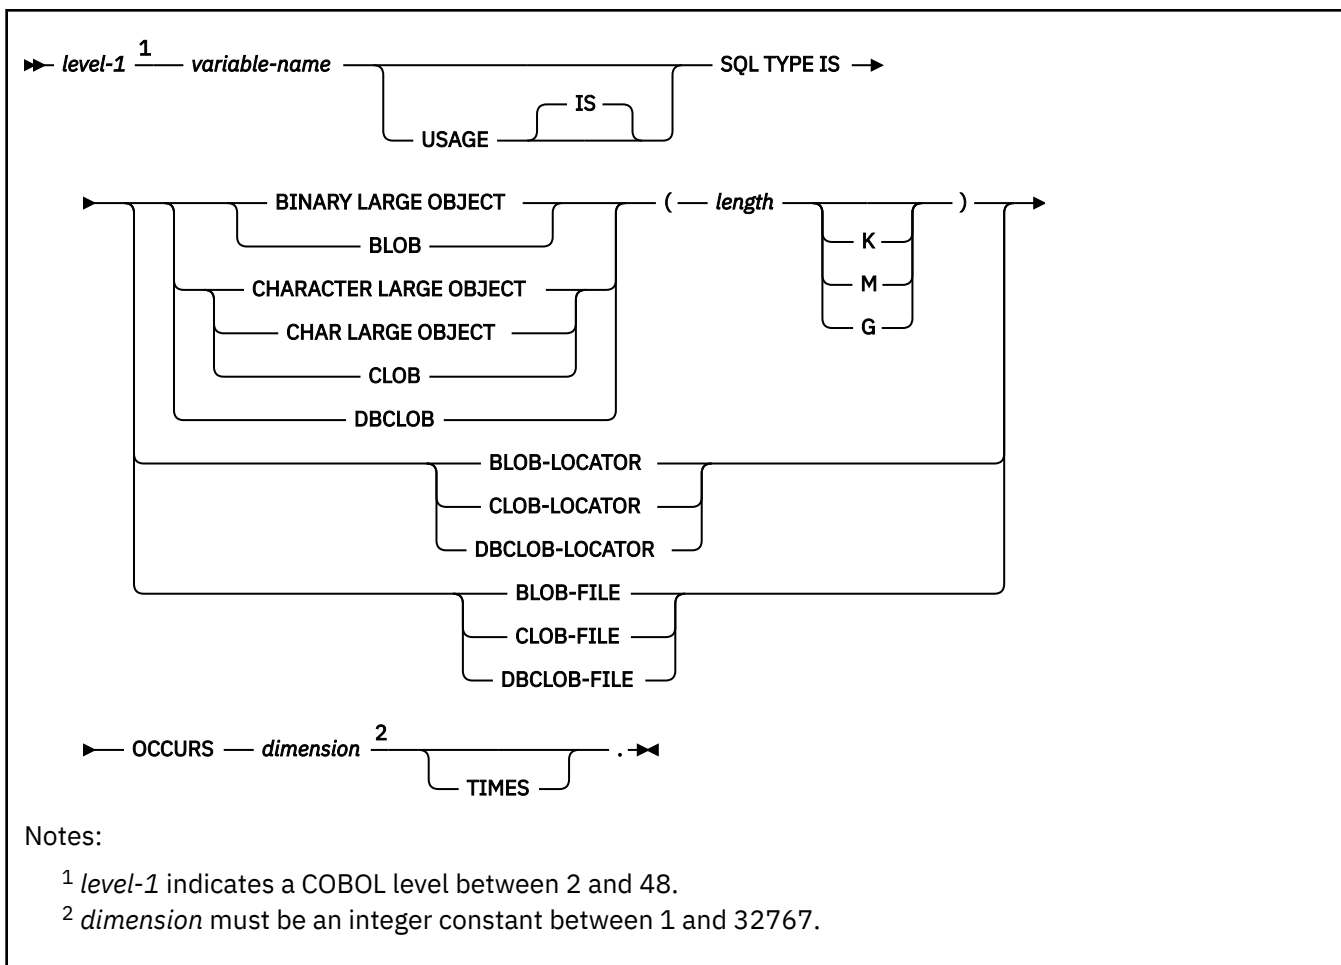 level-1 1 variable-name SQL TYPE IS
IS
USAGE
BINARY LARGE OBJECT ( length )
BLOB K
CHARACTER LARGE OBJECT M
CHAR LARGE OBJECT G
CLOB
DBCLOB
BLOB-LOCATOR
CLOB-LOCATOR
DBCLOB-LOCATOR
BLOB-FILE
CLOB-FILE
DBCLOB-FILE
OCCURS dimension 2 .
TIMES
Notes:
1 level-1 indicates a COBOL level between 2 and 48.
2 dimension must be an integer constant between 1 and 32767.